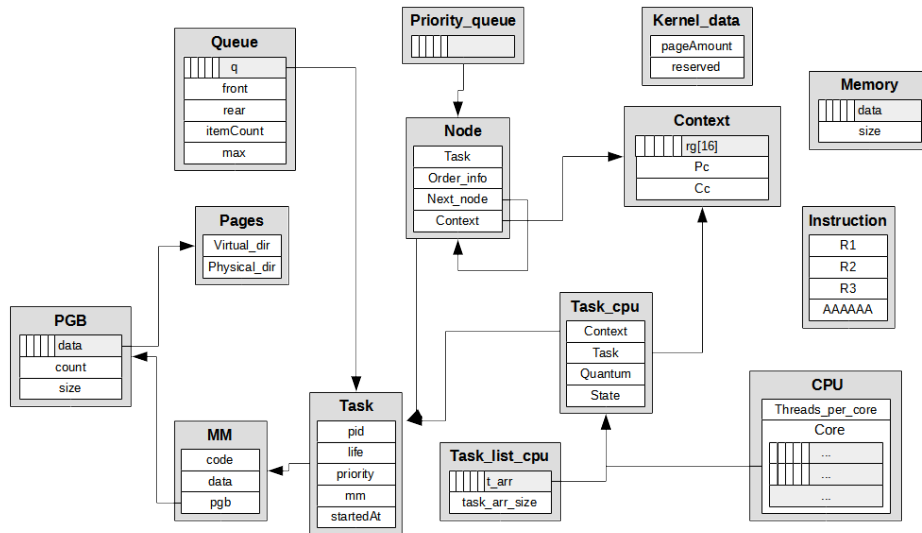 Priority_queue
Kernel_data
pageAmount
reserved
Queue
q
front
rear
itemCount
max
Memory
data
size
Node
Task
Order_info
Next_node
Context
Context
rg[16]
Pc
Cc
Pages
Virtual_dir
Physical_dir
Instruction
R1
R2
R3
AAAAAA
PGB
data
count
size
Task_cpu
Context
Task
Quantum
State
CPU
Threads_per_core
Core
...
...
...
Task
pid
life
priority
mm
startedAt
MM
code
data
pgb
Task_list_cpu
t_arr
task_arr_size